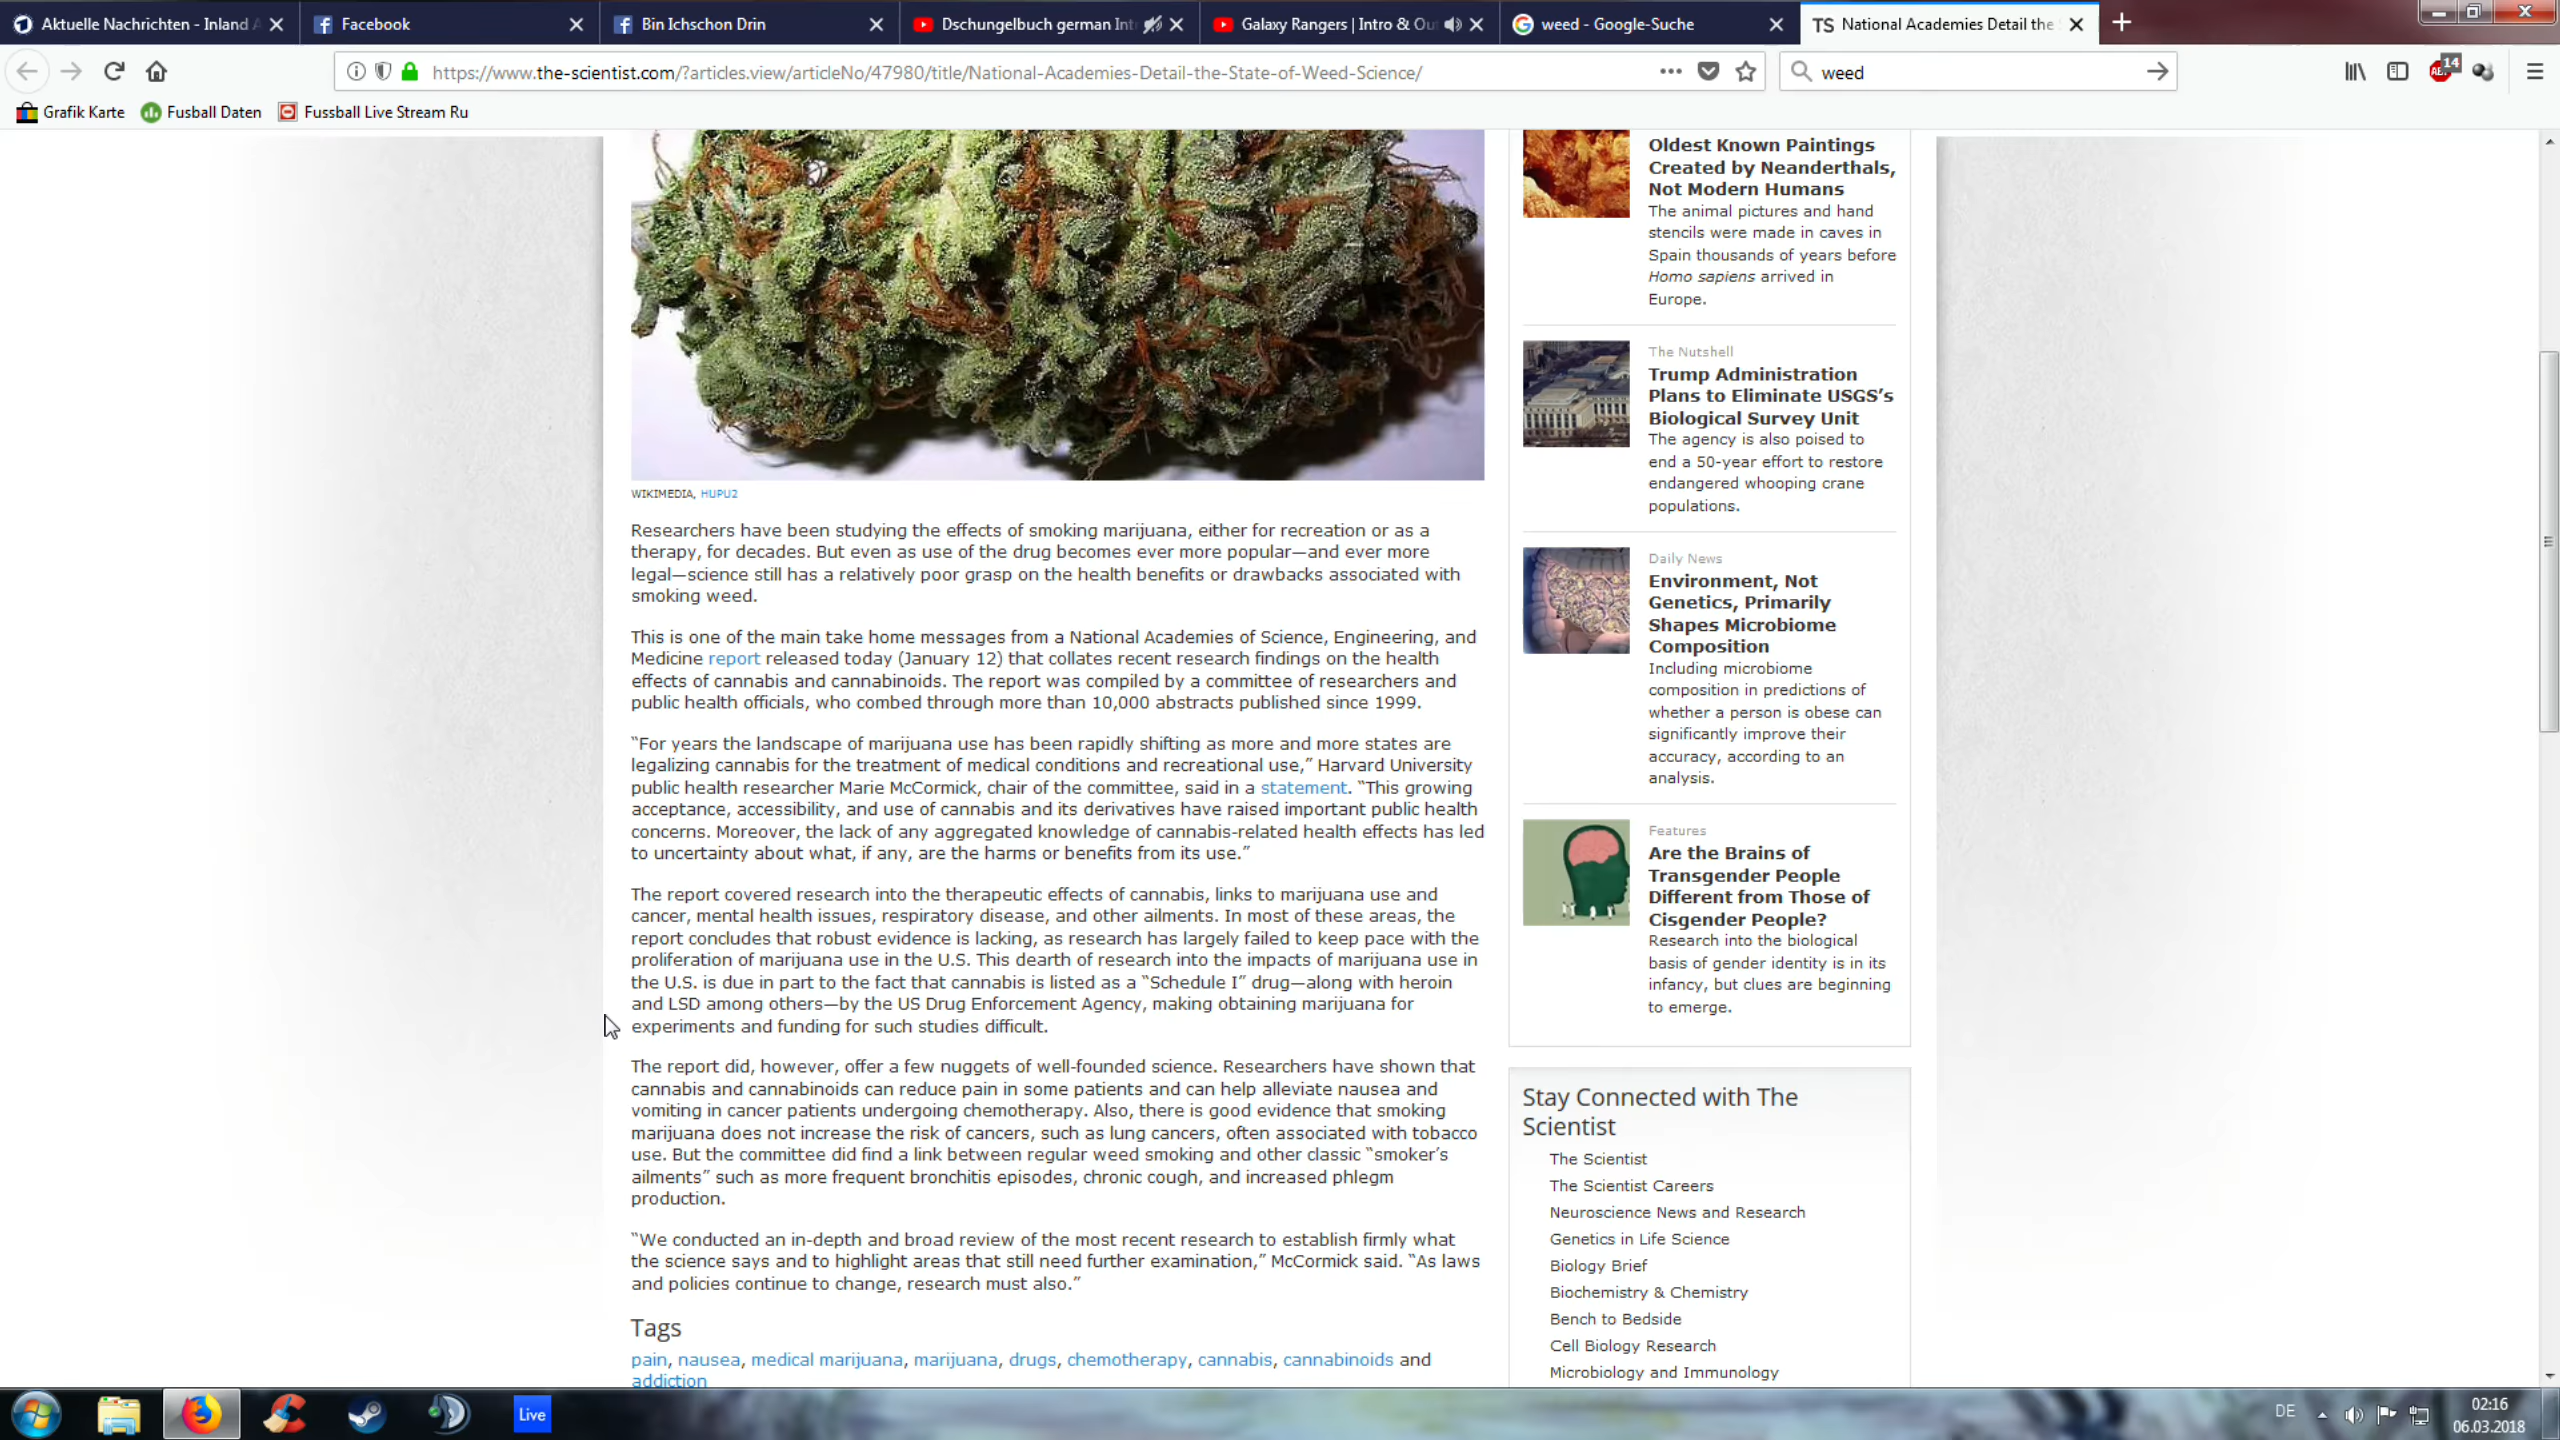 Aktuelle Nachrichten - Inland A
Facebook
Bin Ichschon Drin
Dschungelbuch german Int
Galaxy Rangers | Intro & Ou
weed - Google-Suche
TS National Academies Detail the
https://www.the-scientist.com/?articles.view/articleNo/47980/title/National-Academies-Detail-the-State-of-Weed-Science/
weed
14
Grafik Karte
Fusball Daten
Fussball Live Stream Ru
WIKIMEDIA, HUPU2
Researchers have been studying the effects of smoking marijuana, either for recreation or as a
therapy, for decades. But even as use of the drug becomes ever more popular—and ever more
legal—science still has a relatively poor grasp on the health benefits or drawbacks associated with
smoking weed.
This is one of the main take home messages from a National Academies of Science, Engineering, and
Medicine report released today (January 12) that collates recent research findings on the health
effects of cannabis and cannabinoids. The report was compiled by a committee of researchers and
public health officials, who combed through more than 10,000 abstracts published since 1999.
“For years the landscape of marijuana use has been rapidly shifting as more and more states are
legalizing cannabis for the treatment of medical conditions and recreational use,” Harvard University
public health researcher Marie McCormick, chair of the committee, said in a statement. “This growing
acceptance, accessibility, and use of cannabis and its derivatives have raised important public health
concerns. Moreover, the lack of any aggregated knowledge of cannabis-related health effects has led
to uncertainty about what, if any, are the harms or benefits from its use.”
The report covered research into the therapeutic effects of cannabis, links to marijuana use and
cancer, mental health issues, respiratory disease, and other ailments. In most of these areas, the
report concludes that robust evidence is lacking, as research has largely failed to keep pace with the
proliferation of marijuana use in the U.S. This dearth of research into the impacts of marijuana use in
the U.S. is due in part to the fact that cannabis is listed as a “Schedule I” drug—along with heroin
and LSD among others—by the US Drug Enforcement Agency, making obtaining marijuana for
experiments and funding for such studies difficult.
The report did, however, offer a few nuggets of well-founded science. Researchers have shown that
cannabis and cannabinoids can reduce pain in some patients and can help alleviate nausea and
vomiting in cancer patients undergoing chemotherapy. Also, there is good evidence that smoking
marijuana does not increase the risk of cancers, such as lung cancers, often associated with tobacco
use. But the committee did find a link between regular weed smoking and other classic “smoker’s
ailments” such as more frequent bronchitis episodes, chronic cough, and increased phlegm
production.
“We conducted an in-depth and broad review of the most recent research to establish firmly what
the science says and to highlight areas that still need further examination,” McCormick said. “As laws
and policies continue to change, research must also.”
Tags
pain, nausea, medical marijuana, marijuana, drugs, chemotherapy, cannabis, cannabinoids and
addiction
Oldest Known Paintings
Created by Neanderthals,
Not Modern Humans
The animal pictures and hand
stencils were made in caves in
Spain thousands of years before
Homo sapiens arrived in
Europe.
The Nutshell
Trump Administration
Plans to Eliminate USGS’s
Biological Survey Unit
The agency is also poised to
end a 50-year effort to restore
endangered whooping crane
populations.
Daily News
Environment, Not
Genetics, Primarily
Shapes Microbiome
Composition
Including microbiome
composition in predictions of
whether a person is obese can
significantly improve their
accuracy, according to an
analysis.
Features
Are the Brains of
Transgender People
Different from Those of
Cisgender People?
Research into the biological
basis of gender identity is in its
infancy, but clues are beginning
to emerge.
Stay Connected with The
Scientist
The Scientist
The Scientist Careers
Neuroscience News and Research
Genetics in Life Science
Biology Brief
Biochemistry & Chemistry
Bench to Bedside
Cell Biology Research
Microbiology and Immunology
Live
DE
02:16
06.03.2018